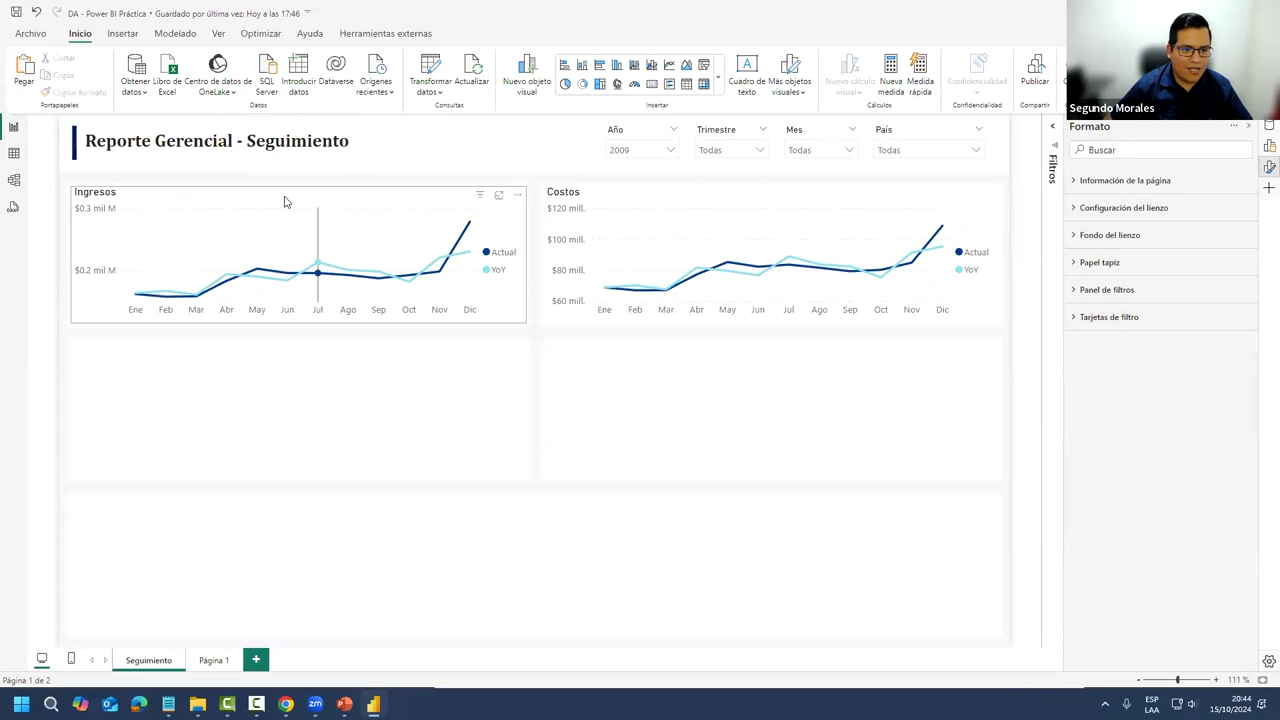 DA - Power BI Práctica • Guardado por última vez: Hoy a las 17:46
Archivo Inicio Insertar Modelado Ver Optimizar Ayuda Herramientas externas
Pegar
Cortar
Copia
Copiar formato
Portapapeles
Obtener datos
Libro de Excel
Centro de datos de OneLake
SQL Server
Introducir datos
Dataverse
Orígenes recientes
Datos
Transformar datos
Actualizar
Consultas
Nuevo objeto visual
Cuadro de texto
Más objetos visuales
Insertar
Nuevo cálculo visual
Nueva medida
Medida rápida
Cálculos
Confidencialidad
Confidencialidad
Publicar
Compartir
Segundo Morales
Reporte Gerencial - Seguimiento
Año Trimestre Mes País
2009 Todas Todas Todas
Ingresos
$0.3 mil M
$0.2 mil M
Ene Feb Mar Abr May Jun Jul Ago Sep Oct Nov Dic
Actual
YoY
Costos
$120 mill.
$100 mill.
$80 mill.
$60 mill.
Ene Feb Mar Abr May Jun Jul Ago Sep Oct Nov Dic
Actual
YoY
Filtros
Formato
Buscar
Información de la página
Configuración del lienzo
Fondo del lienzo
Papel tapiz
Panel de filtros
Tarjetas de filtro
Seguimiento Página 1
Página 1 de 2
111 %
ESP
LAA
20:44
15/10/2024